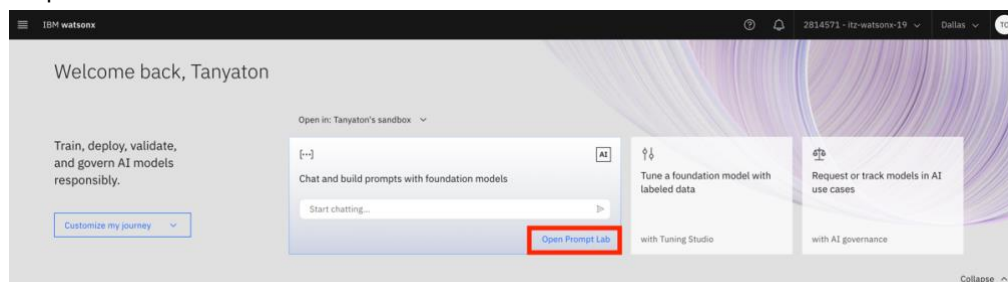 IBM watsonx
2814571 - itz-watsonx-19
Dallas
TC
Welcome back, Tanyaton
Open in: Tanyaton's sandbox
Train, deploy, validate,
and govern AI models
responsibly.
Customize my journey
[...]
AI
Chat and build prompts with foundation models
Start chatting...
Open Prompt Lab
Tune a foundation model with
labeled data
with Tuning Studio
Request or track models in AI
use cases
with AI governance
Collapse